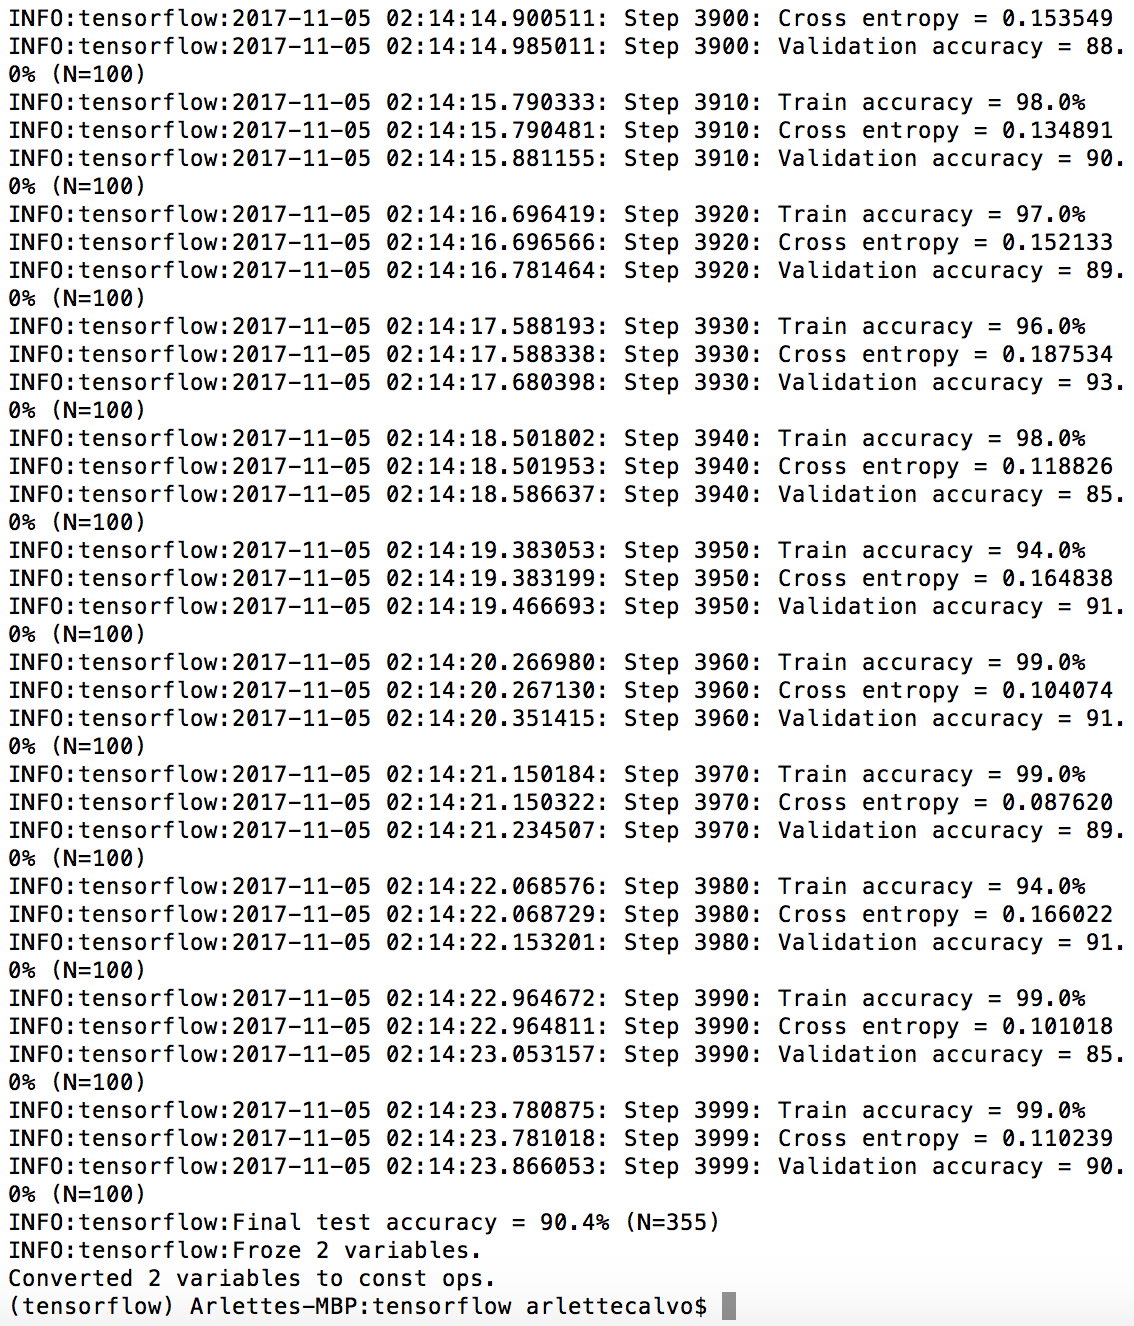 INFO:tensorflow:2017-11-05 02:14:14.900511: Step 3900: Cross entropy = 0.153549
INFO:tensorflow:2017-11-05 02:14:14.985011: Step 3900: Validation accuracy = 88.
0% (N=100)
INFO:tensorflow:2017-11-05 02:14:15.790333: Step 3910: Train accuracy = 98.0%
INFO:tensorflow:2017-11-05 02:14:15.790481: Step 3910: Cross entropy = 0.134891
INFO:tensorflow:2017-11-05 02:14:15.881155: Step 3910: Validation accuracy = 90.
0% (N=100)
INFO:tensorflow:2017-11-05 02:14:16.696419: Step 3920: Train accuracy = 97.0%
INFO:tensorflow:2017-11-05 02:14:16.696566: Step 3920: Cross entropy = 0.152133
INFO:tensorflow:2017-11-05 02:14:16.781464: Step 3920: Validation accuracy = 89.
0% (N=100)
INFO:tensorflow:2017-11-05 02:14:17.588193: Step 3930: Train accuracy = 96.0%
INFO:tensorflow:2017-11-05 02:14:17.588338: Step 3930: Cross entropy = 0.187534
INFO:tensorflow:2017-11-05 02:14:17.680398: Step 3930: Validation accuracy = 93.
0% (N=100)
INFO:tensorflow:2017-11-05 02:14:18.501802: Step 3940: Train accuracy = 98.0%
INFO:tensorflow:2017-11-05 02:14:18.501953: Step 3940: Cross entropy = 0.118826
INFO:tensorflow:2017-11-05 02:14:18.586637: Step 3940: Validation accuracy = 85.
0% (N=100)
INFO:tensorflow:2017-11-05 02:14:19.383053: Step 3950: Train accuracy = 94.0%
INFO:tensorflow:2017-11-05 02:14:19.383199: Step 3950: Cross entropy = 0.164838
INFO:tensorflow:2017-11-05 02:14:19.466693: Step 3950: Validation accuracy = 91.
0% (N=100)
INFO:tensorflow:2017-11-05 02:14:20.266980: Step 3960: Train accuracy = 99.0%
INFO:tensorflow:2017-11-05 02:14:20.267130: Step 3960: Cross entropy = 0.104074
INFO:tensorflow:2017-11-05 02:14:20.351415: Step 3960: Validation accuracy = 91.
0% (N=100)
INFO:tensorflow:2017-11-05 02:14:21.150184: Step 3970: Train accuracy = 99.0%
INFO:tensorflow:2017-11-05 02:14:21.150322: Step 3970: Cross entropy = 0.087620
INFO:tensorflow:2017-11-05 02:14:21.234507: Step 3970: Validation accuracy = 89.
0% (N=100)
INFO:tensorflow:2017-11-05 02:14:22.068576: Step 3980: Train accuracy = 94.0%
INFO:tensorflow:2017-11-05 02:14:22.068729: Step 3980: Cross entropy = 0.166022
INFO:tensorflow:2017-11-05 02:14:22.153201: Step 3980: Validation accuracy = 91.
0% (N=100)
INFO:tensorflow:2017-11-05 02:14:22.964672: Step 3990: Train accuracy = 99.0%
INFO:tensorflow:2017-11-05 02:14:22.964811: Step 3990: Cross entropy = 0.101018
INFO:tensorflow:2017-11-05 02:14:23.053157: Step 3990: Validation accuracy = 85.
0% (N=100)
INFO:tensorflow:2017-11-05 02:14:23.780875: Step 3999: Train accuracy = 99.0%
INFO:tensorflow:2017-11-05 02:14:23.781018: Step 3999: Cross entropy = 0.110239
INFO:tensorflow:2017-11-05 02:14:23.866053: Step 3999: Validation accuracy = 90.
0% (N=100)
INFO:tensorflow:Final test accuracy = 90.4% (N=355)
INFO:tensorflow:Froze 2 variables.
Converted 2 variables to const ops.
(tensorflow) Arlettes-MBP:tensorflow arlettecalvo$